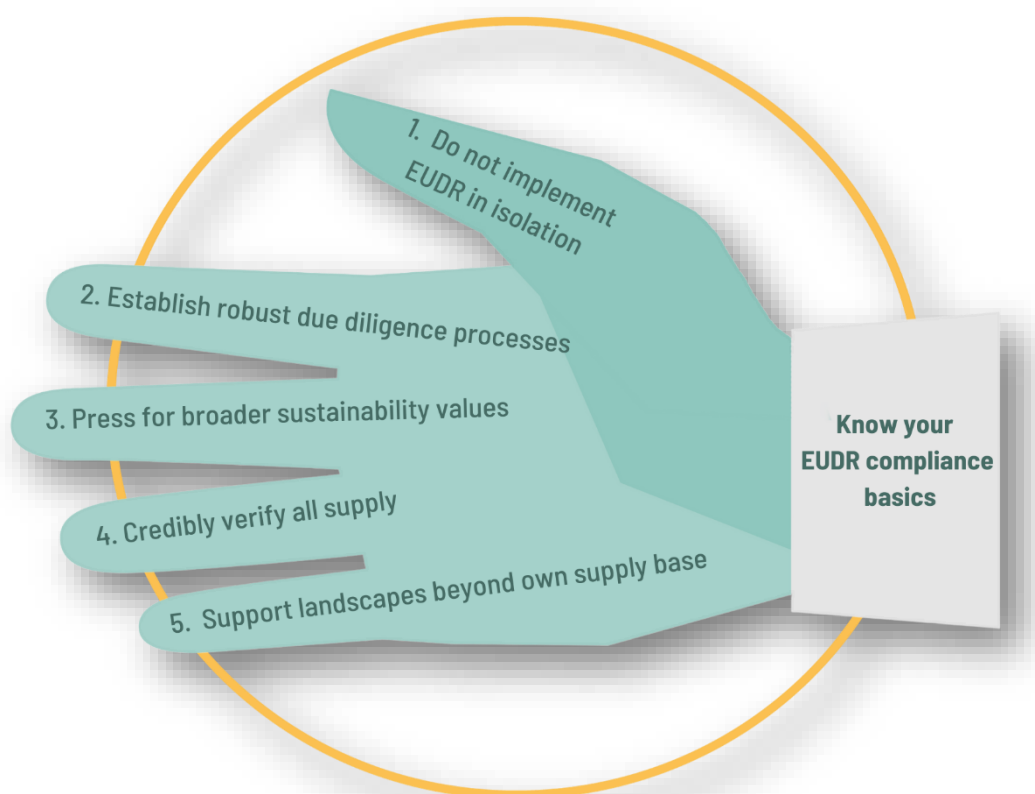 1. Do not implement
EUDR in isolation
2. Establish robust due diligence processes
3. Press for broader sustainability values
4. Credibly verify all supply
5. Support landscapes beyond own supply base
Know your
EUDR compliance
basics